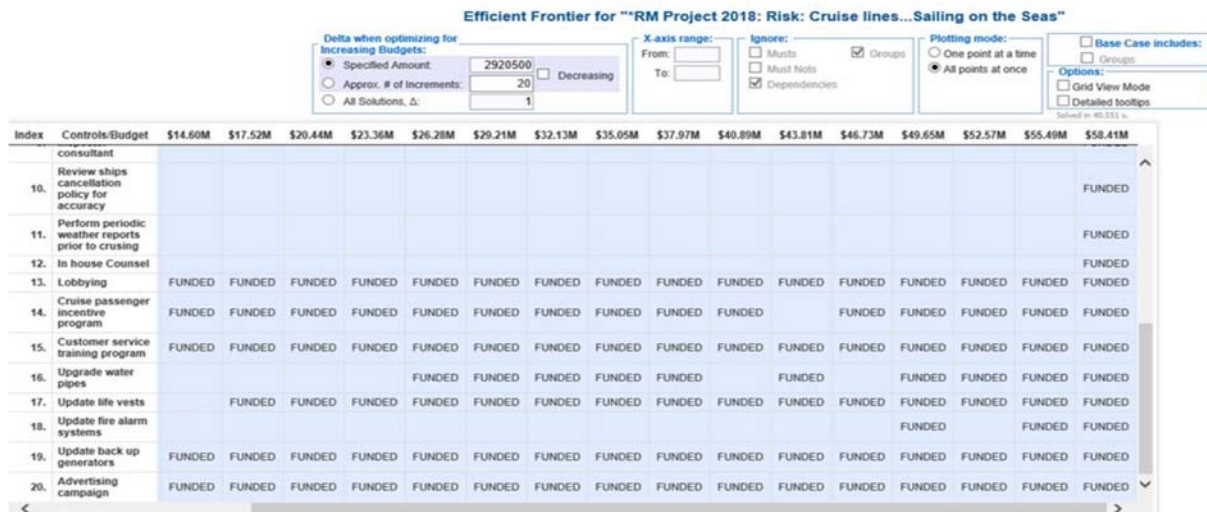 Efficient Frontier for "*RM Project 2018: Risk: Cruise lines...Sailing on the Seas"
Delta when optimizing for
Increasing Budgets:
Specified Amount: 2920500
Decreasing
Approx. # of Increments: 20
All Solutions, Δ: 1
X-axis range:
From:
To:
Ignore:
Musts
Groups
Must Nots
Dependencies
Plotting mode:
One point at a time
All points at once
Base Case includes:
Groups
Options:
Grid View Mode
Detailed tooltips
Solved in 40.551 s.
Index Controls/Budget $14.60M $17.52M $20.44M $23.36M $26.28M $29.21M $32.13M $35.05M $37.97M $40.89M $43.81M $46.73M $49.65M $52.57M $55.49M $58.41M
consultant
10. Review ships
cancellation
policy for
accuracy
FUNDED
11. Perform periodic
weather reports
prior to crusing
FUNDED
12. In house Counsel FUNDED
13. Lobbying FUNDED FUNDED FUNDED FUNDED FUNDED FUNDED FUNDED FUNDED FUNDED FUNDED FUNDED FUNDED FUNDED FUNDED FUNDED FUNDED
14. Cruise passenger
incentive
program
FUNDED FUNDED FUNDED FUNDED FUNDED FUNDED FUNDED FUNDED FUNDED FUNDED FUNDED FUNDED FUNDED FUNDED FUNDED
15. Customer service
training program
FUNDED FUNDED FUNDED FUNDED FUNDED FUNDED FUNDED FUNDED FUNDED FUNDED FUNDED FUNDED FUNDED FUNDED FUNDED FUNDED
16. Upgrade water
pipes
FUNDED FUNDED FUNDED FUNDED FUNDED FUNDED FUNDED FUNDED FUNDED FUNDED
17. Update life vests FUNDED FUNDED FUNDED FUNDED FUNDED FUNDED FUNDED FUNDED FUNDED FUNDED FUNDED FUNDED FUNDED FUNDED FUNDED
18. Update fire alarm
systems
FUNDED FUNDED FUNDED
19. Update back up
generators
FUNDED FUNDED FUNDED FUNDED FUNDED FUNDED FUNDED FUNDED FUNDED FUNDED FUNDED FUNDED FUNDED FUNDED FUNDED FUNDED
20. Advertising
campaign
FUNDED FUNDED FUNDED FUNDED FUNDED FUNDED FUNDED FUNDED FUNDED FUNDED FUNDED FUNDED FUNDED FUNDED FUNDED FUNDED